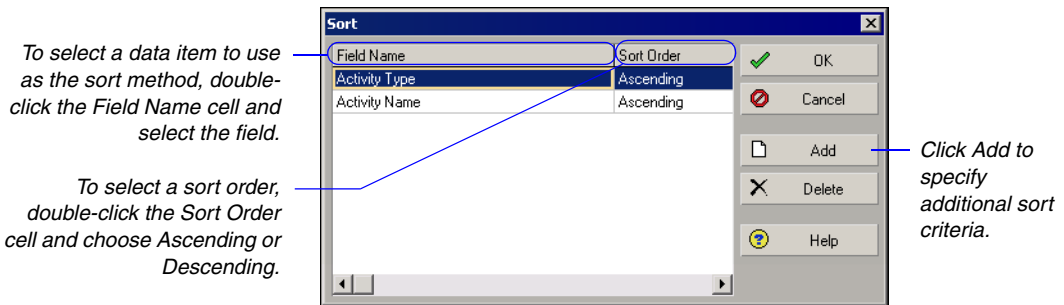 Sort
To select a data item to use
as the sort method, double-
click the Field Name cell and
select the field.
To select a sort order,
double-click the Sort Order
cell and choose Ascending or
Descending.
Field Name Sort Order
Activity Type Ascending
Activity Name Ascending
OK
Cancel
Add
Delete
Help
Click Add to
specify
additional sort
criteria.